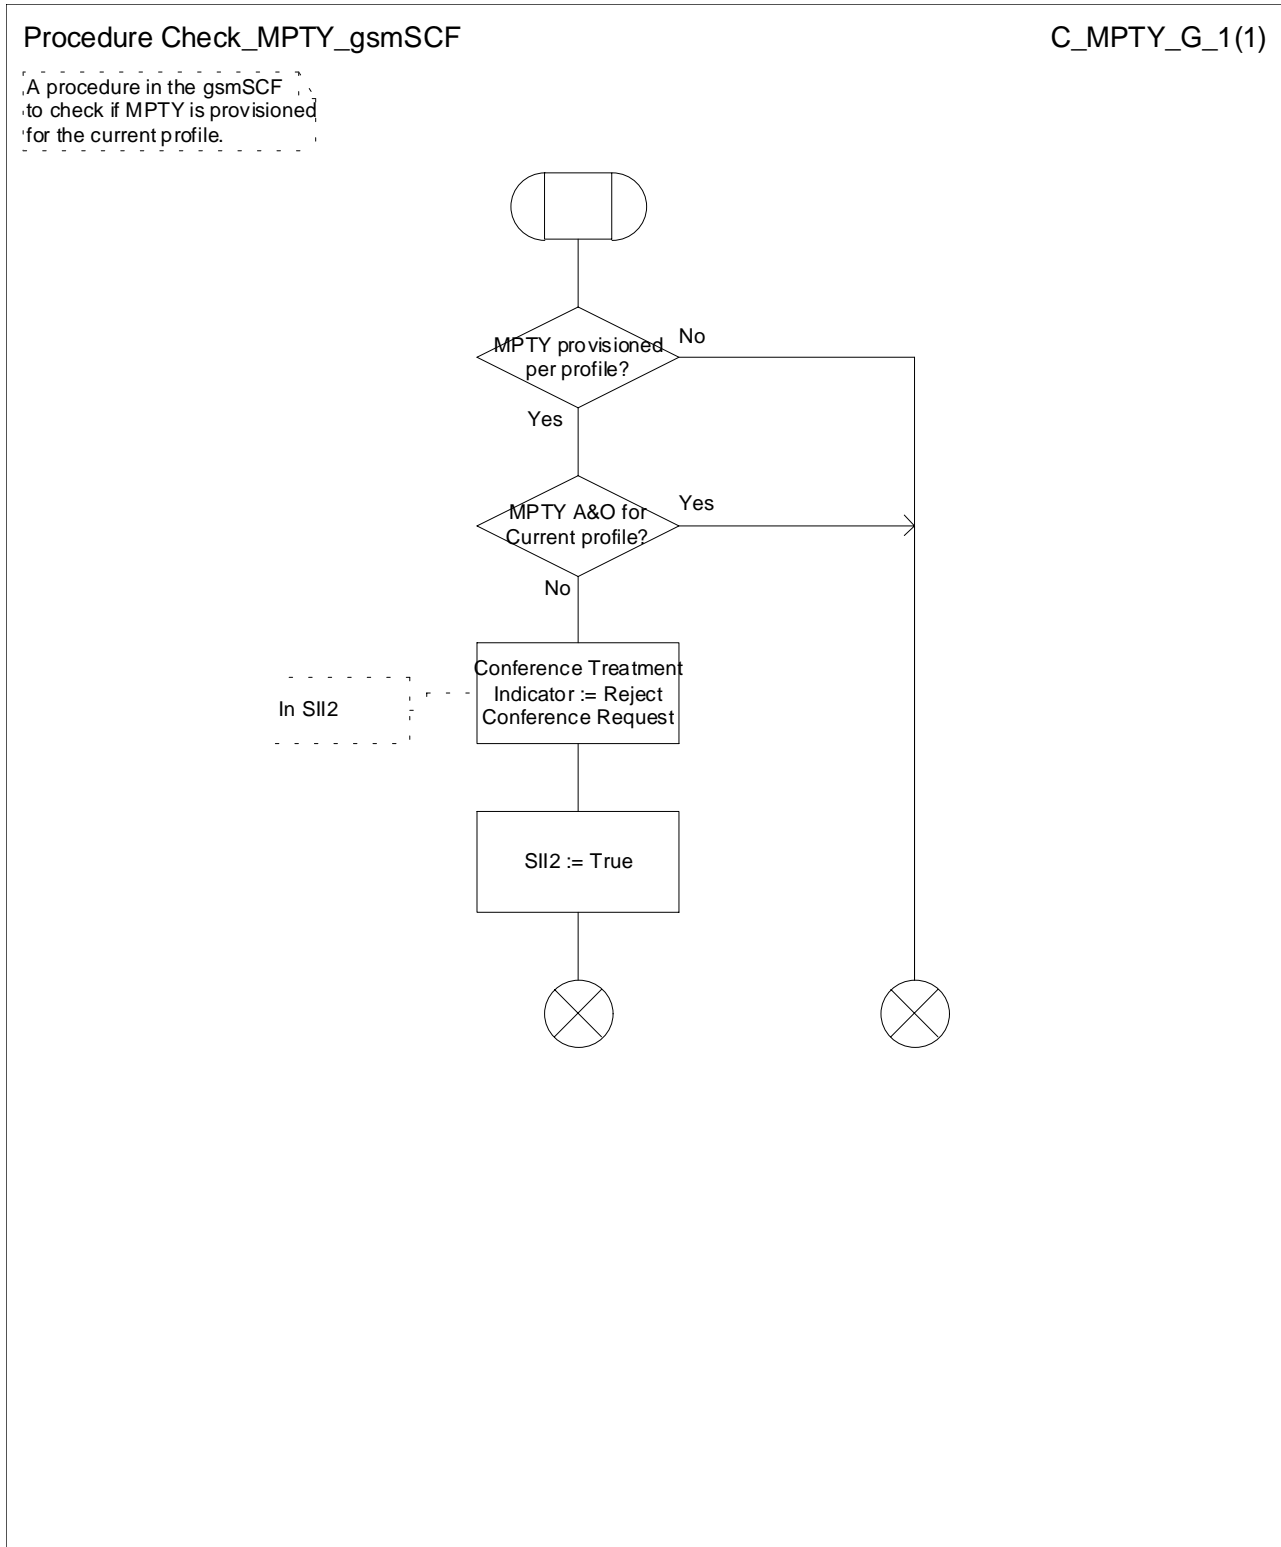 Procedure Check_MPTY_gsmSCF
C_MPTY_G_1(1)
A procedure in the gsmSCF
to check if MPTY is provisioned
for the current profile.
MPTY provisioned
per profile?
No
Yes
MPTY A&O for
Current profile?
Yes
No
Conference Treatment
Indicator := Reject
Conference Request
In SII2
SII2 := True